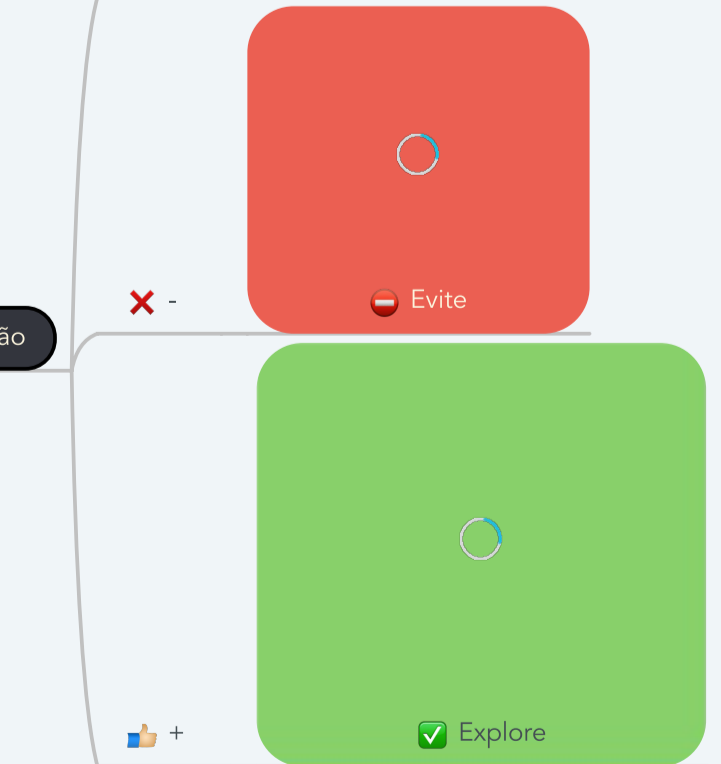 ⛔ Evite
❌ -
ão
✅ Explore
👍 +